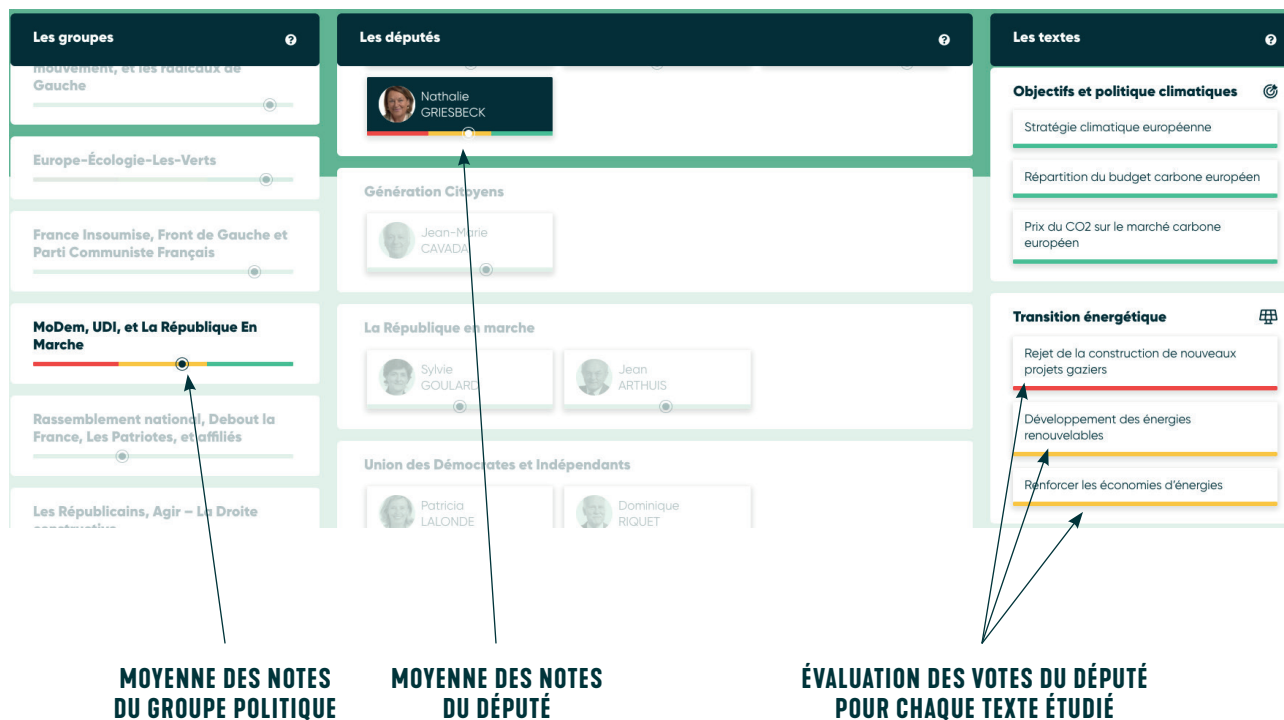 Les groupes
?
mouvement, et les radicaux de
Gauche
Europe-Écologie-Les-Verts
France Insoumise, Front de Gauche et
Parti Communiste Français
MoDem, UDI, et La République En
Marche
Rassemblement national, Debout la
France, Les Patriotes, et affiliés
Les Républicains, Agir – La Droite
constructive
Les députés
?
Nathalie
GRIESBECK
Génération Citoyens
Jean-Marie
CAVADA
La République en marche
Sylvie
GOULARD
Jean
ARTHUIS
Union des Démocrates et Indépendants
Patricia
LALONDE
Dominique
RIQUET
Les textes
?
Objectifs et politique climatiques
Stratégie climatique européenne
Répartition du budget carbone européen
Prix du CO2 sur le marché carbone
européen
Transition énergétique
Rejet de la construction de nouveaux
projets gaziers
Développement des énergies
renouvelables
Renforcer les économies d'énergies
MOYENNE DES NOTES
DU GROUPE POLITIQUE
MOYENNE DES NOTES
DU DÉPUTÉ
ÉVALUATION DES VOTES DU DÉPUTÉ
POUR CHAQUE TEXTE ÉTUDIÉ